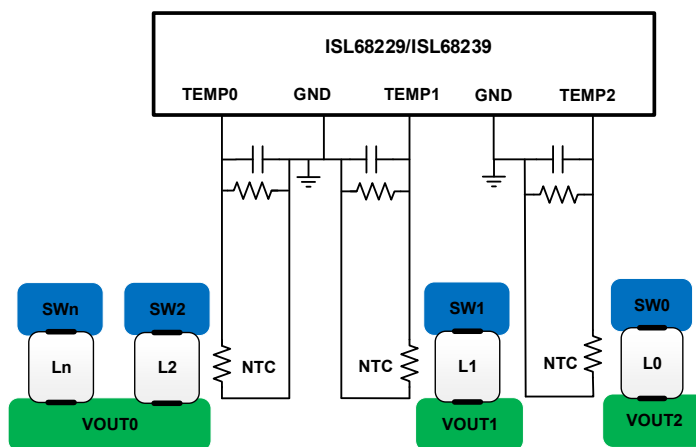 ISL68229/ISL68239
TEMP0 GND TEMP1 GND TEMP2
SWn SW2 SW1 SW0
Ln L2 NTC NTC L1 NTC L0
VOUT0 VOUT1 VOUT2